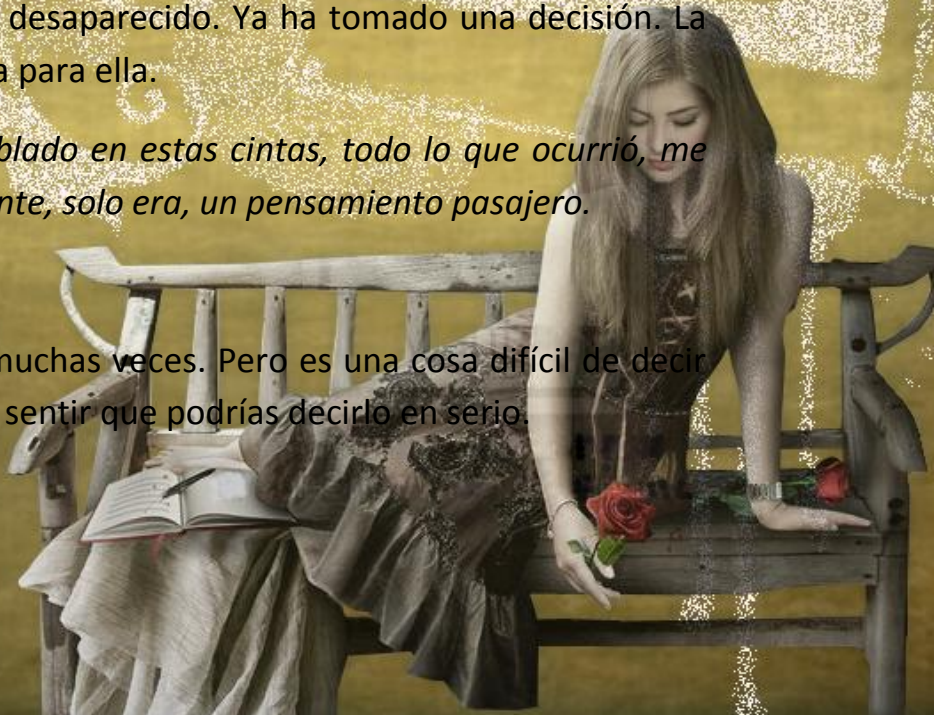 desaparecido. Ya ha tomado una decisión. La
a para ella.
blado en estas cintas, todo lo que ocurrió, me
nte, solo era, un pensamiento pasajero.
muchas veces. Pero es una cosa difícil de decir
sentir que podrías decirlo en serio.